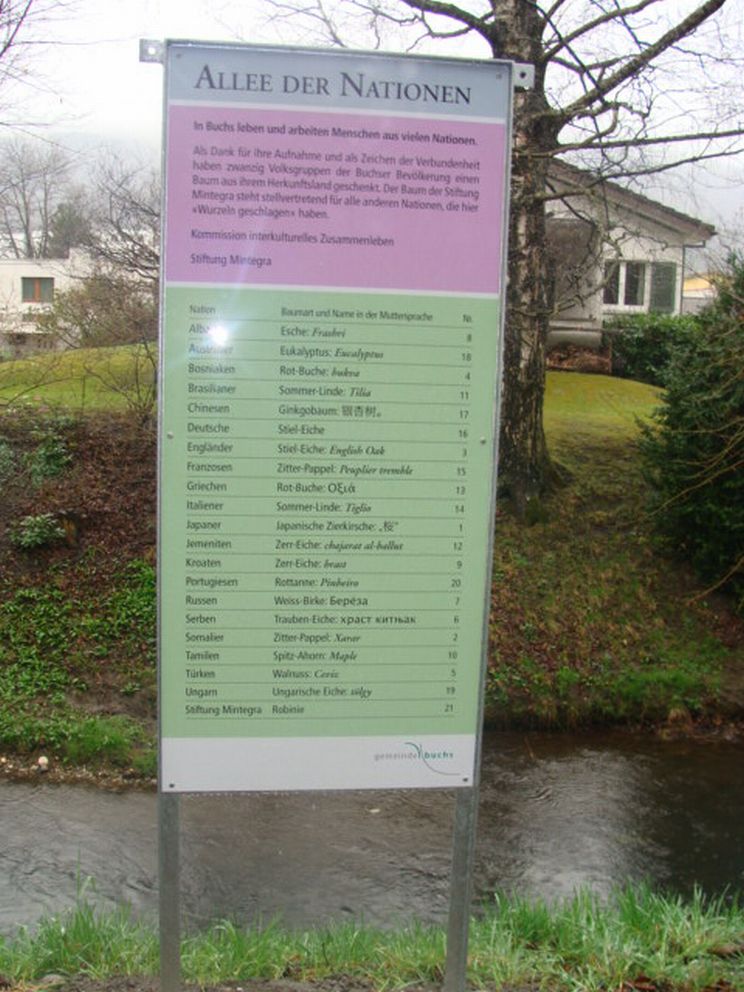 ALLEE DER NATIONEN
In Buchs leben und arbeiten Menschen aus vielen Nationen.
Als Dank für ihre Aufnahme und als Zeichen der Verbundenheit
haben zwanzig Volksgruppen der Buchser Bevölkerung einen
Baum aus ihrem Herkunftsland geschenkt. Der Baum der Stiftung
Mintegra steht stellvertretend für alle anderen Nationen, die hier
«Wurzeln geschlagen» haben.
Kommission interkulturelles Zusammenleben
Stiftung Mintegra
Nation Baumart und Name in der Muttersprache Nr.
Esche: Frasheri 8
Australier Eukalyptus: Eucalyptus 18
Bosniaken Rot-Buche: bukva 4
Brasilianer Sommer-Linde: Tilia 11
Chinesen Ginkgobaum: 银杏树。 17
Deutsche Stiel-Eiche 16
Engländer Stiel-Eiche: English Oak 3
Franzosen Zitter-Pappel: Peuplier tremble 15
Griechen Rot-Buche: Οξιά 13
Italiener Sommer-Linde: Tiglio 14
Japaner Japanische Zierkirsche: „桜“ 1
Jemeniten Zerr-Eiche: chajarat al-ballut 12
Kroaten Zerr-Eiche: hrast 9
Portugiesen Rottanne: Pinheiro 20
Russen Weiss-Birke: Берёза 7
Serben Trauben-Eiche: храст китњак 6
Somalier Zitter-Pappel: 2
Tamilen Spitz-Ahorn: Maple 10
Türken Walnuss: Ceviz 5
Ungarn Ungarische Eiche: tölgy 19
Stiftung Mintegra Robinie 21
gemeinde buchs